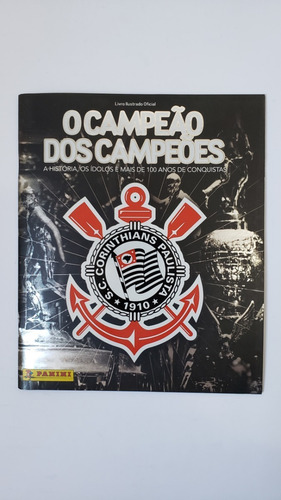 Livro Ilustrado Oficial
O CAMPEÃO
DOS CAMPEÕES
A HISTÓRIA, OS ÍDOLOS E MAIS DE 100 ANOS DE CONQUISTAS
S.C. CORINTHIANS PAULISTA
1910
PANINI